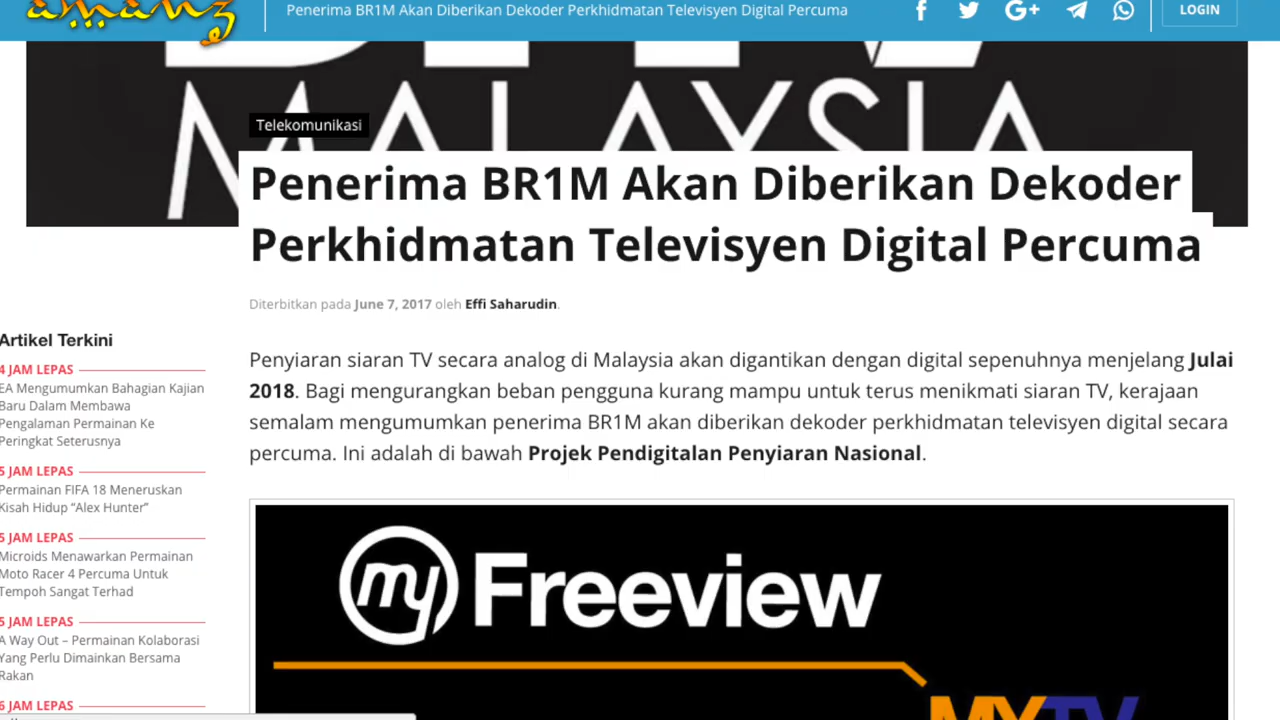 amanz
Penerima BR1M Akan Diberikan Dekoder Perkhidmatan Televisyen Digital Percuma
G+
LOGIN
MALAYSIA
Telekomunikasi
Penerima BR1M Akan Diberikan Dekoder
Perkhidmatan Televisyen Digital Percuma
Diterbitkan pada June 7, 2017 oleh Effi Saharudin.
Artikel Terkini
4 JAM LEPAS
EA Mengumumkan Bahagian Kajian
Baru Dalam Membawa
Pengalaman Permainan Ke
Peringkat Seterusnya
5 JAM LEPAS
Permainan FIFA 18 Meneruskan
Kisah Hidup “Alex Hunter”
5 JAM LEPAS
Microids Menawarkan Permainan
Moto Racer 4 Percuma Untuk
Tempoh Sangat Terhad
5 JAM LEPAS
A Way Out – Permainan Kolaborasi
Yang Perlu Dimainkan Bersama
Rakan
6 JAM LEPAS
Penyiaran siaran TV secara analog di Malaysia akan digantikan dengan digital sepenuhnya menjelang Julai
2018. Bagi mengurangkan beban pengguna kurang mampu untuk terus menikmati siaran TV, kerajaan
semalam mengumumkan penerima BR1M akan diberikan dekoder perkhidmatan televisyen digital secara
percuma. Ini adalah di bawah Projek Pendigitalan Penyiaran Nasional.
my Freeview
MYTV